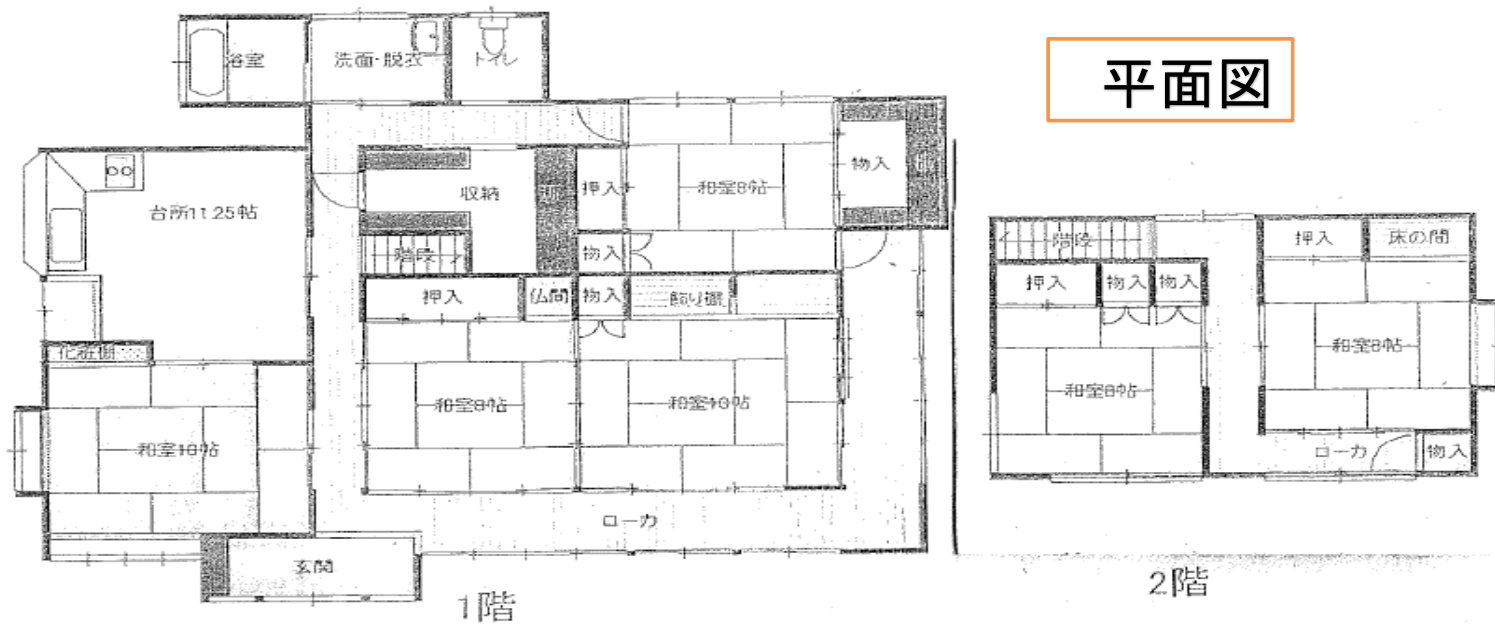 平面図
浴室
洗面・脱衣
トイレ
台所11.25帖
収納
押入
和室8帖
物入
階段
物入
押入
仏間
物入
飾り棚
化粧棚
和室10帖
和室8帖
和室10帖
ローカ
玄関
1階
階段
押入
物入
物入
和室8帖
押入
床の間
和室8帖
ローカ
物入
2階